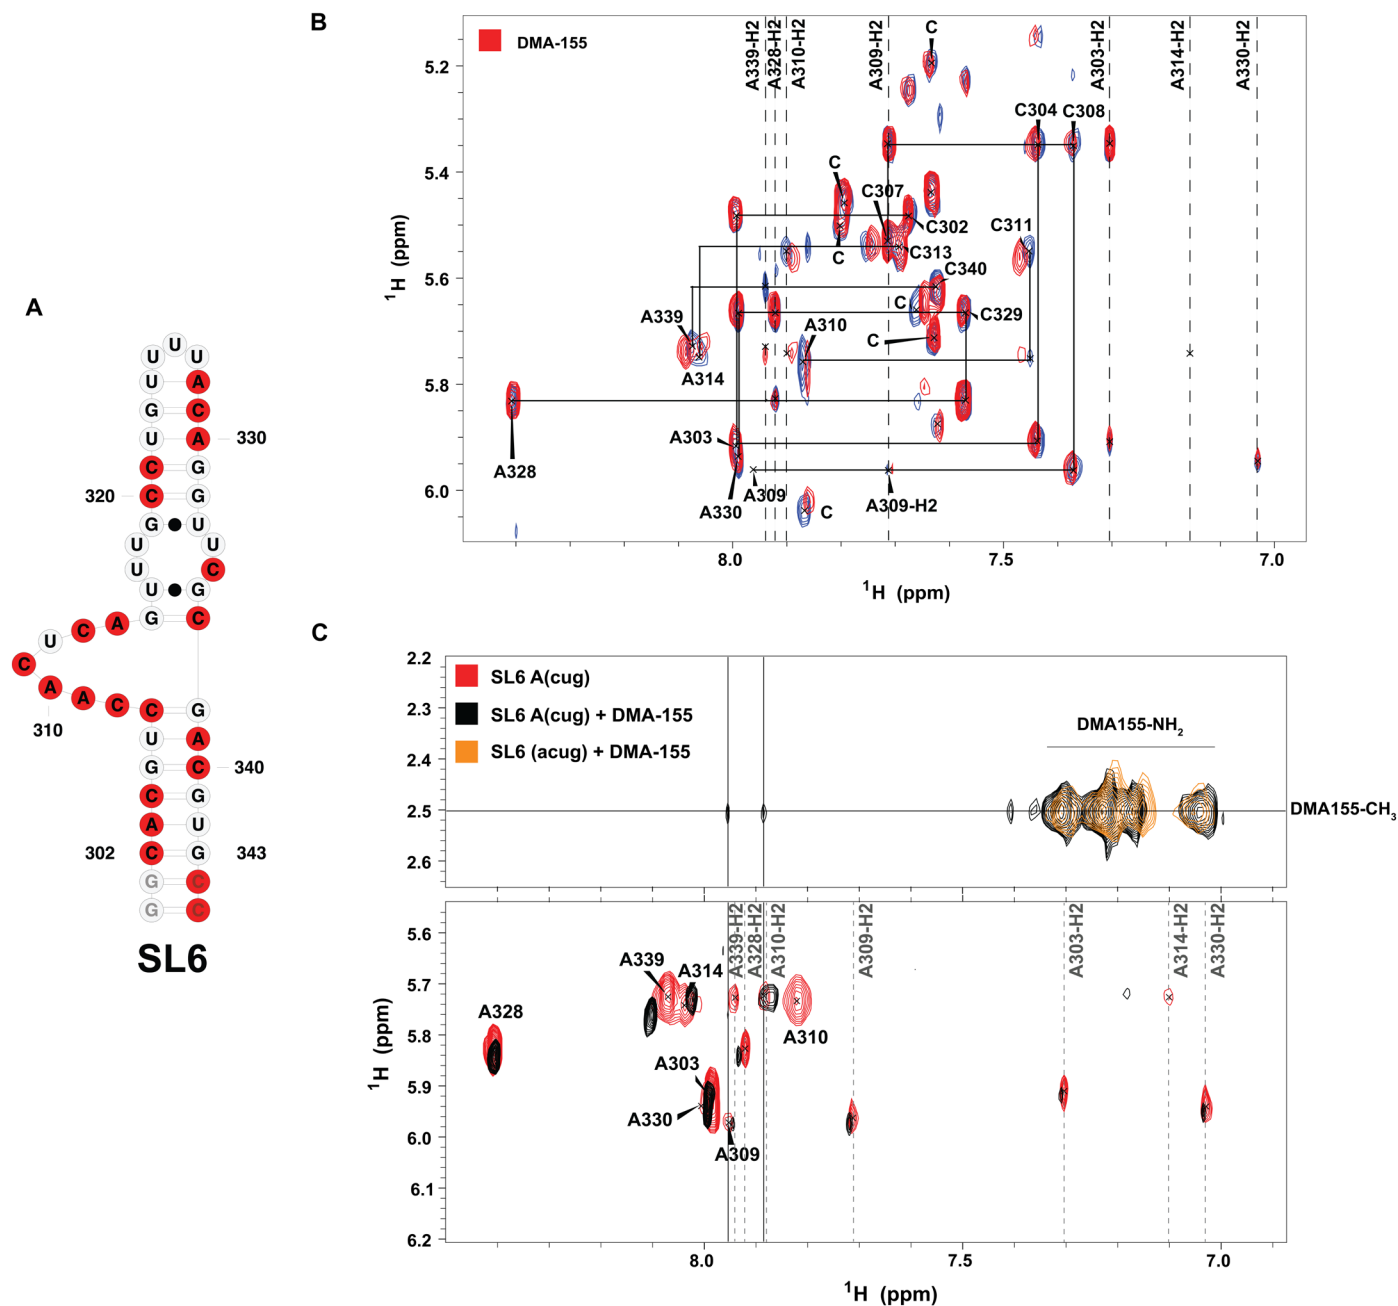 A
U
U U
U A
G C
U A 330
C G
320 C G
G U
U U
U C
U G
G C
A
C
U
C
A
A
C
C G
310
U A
G C 340
C G
A U
302 C G 343
G C
G C
SL6
B
DMA-155
A339-H2
A328-H2
A310-H2
A309-H2
A303-H2
A314-H2
A330-H2
5.2
5.4
5.6
5.8
6.0
¹H (ppm)
C
C304 C308
C
C307
C302
C311
C
C313
C340
A339
C
C329
A310
C
A314
A303
A328
A330
A309
A309-H2
C
8.0 7.5 7.0
¹H (ppm)
C
2.2
2.3
2.4
2.5
2.6
SL6 A(cug)
SL6 A(cug) + DMA-155
SL6 (acug) + DMA-155
DMA155-NH₂
DMA155-CH₃
5.6
5.7
5.8
5.9
6.0
6.1
6.2
¹H (ppm)
A339-H2
A328-H2
A310-H2
A309-H2
A303-H2
A314-H2
A330-H2
A339
A314
A328
A310
A303
A330
A309
8.0 7.5 7.0
¹H (ppm)